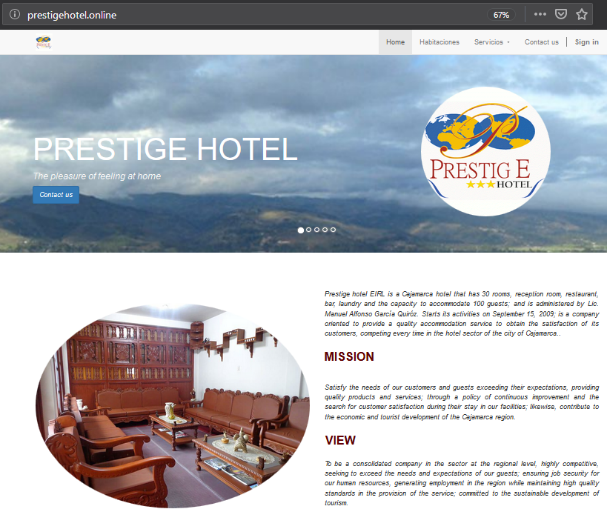 prestigehotel.online
67%
Home Habitaciones Servicios Contact us Sign in
PRESTIGE HOTEL
The pleasure of feeling at home
Contact us
PRESTIGE
HOTEL
Prestige hotel EIRL is a Cajamarca hotel that has 30 rooms, reception room, restaurant,
bar, laundry and the capacity to accommodate 100 guests; and is administered by Lic.
Manuel Alfonso García Quiróz. Starts its activities on September 15, 2009; is a company
oriented to provide a quality accommodation service to obtain the satisfaction of its
customers, competing every time in the hotel sector of the city of Cajamarca..
MISSION
Satisfy the needs of our customers and guests exceeding their expectations, providing
quality products and services; through a policy of continuous improvement and the
search for customer satisfaction during their stay in our facilities; likewise, contribute to
the economic and tourist development of the Cajamarca region.
VIEW
To be a consolidated company in the sector at the regional level, highly competitive,
seeking to exceed the needs and expectations of our guests; ensuring job security for
our human resources, generating employment in the region while maintaining high quality
standards in the provision of the service; committed to the sustainable development of
tourism.